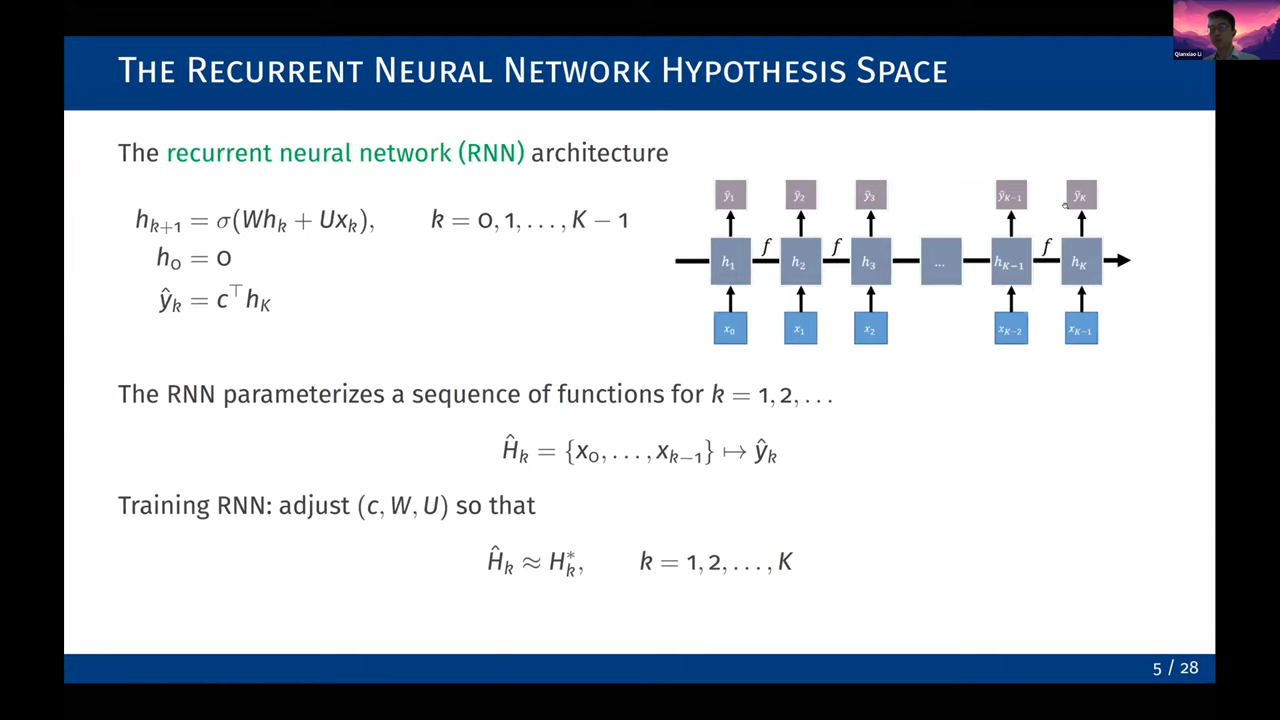 THE RECURRENT NEURAL NETWORK HYPOTHESIS SPACE
Qianxiao Li
The recurrent neural network (RNN) architecture
h_{k+1} = σ(Wh_k + Ux_k), k = 0, 1, . . . , K − 1
h_0 = 0
ŷ_k = c^⊤ h_K
ŷ_1 ŷ_2 ŷ_3 ŷ_{K−1} ŷ_K
f f f
h_1 h_2 h_3 ... h_{K−1} h_K
x_0 x_1 x_2 x_{K−2} x_{K−1}
The RNN parameterizes a sequence of functions for k = 1, 2, . . .
Ĥ_k = {x_0, . . . , x_{k−1}} ↦ ŷ_k
Training RNN: adjust (c, W, U) so that
Ĥ_k ≈ H_k^*, k = 1, 2, . . . , K
5 / 28